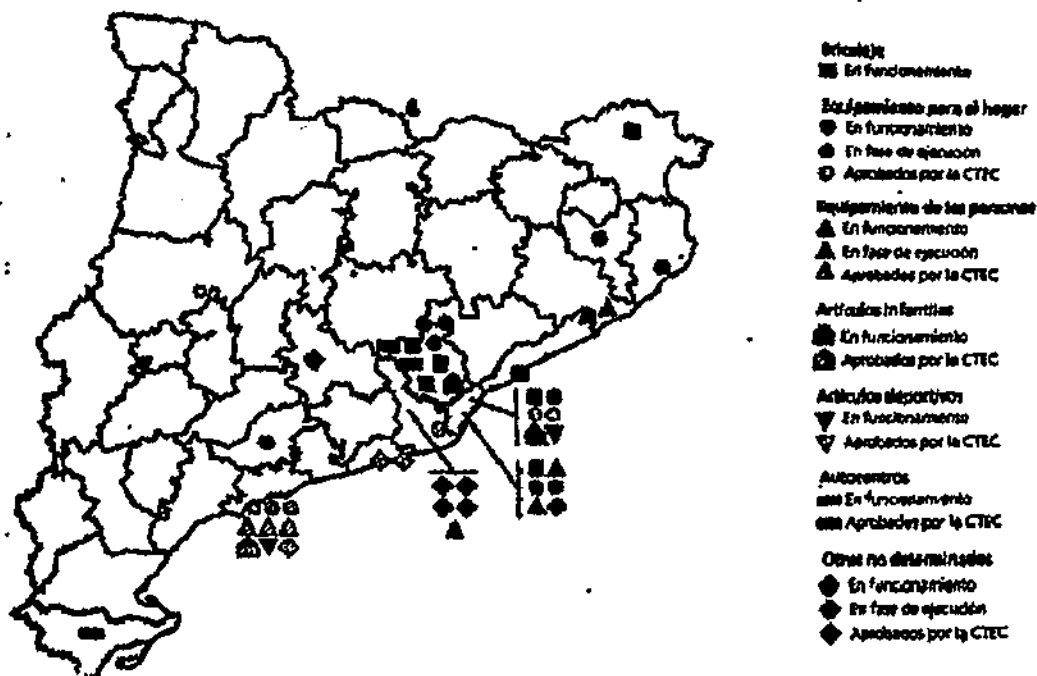 Bricolaje
En funcionamiento
Equipamiento para el hogar
En funcionamiento
En fase de ejecución
Aprobados por la CTEC
Equipamiento de las personas
En funcionamiento
En fase de ejecución
Aprobados por la CTEC
Artículos infantiles
En funcionamiento
Aprobados por la CTEC
Artículos deportivos
En funcionamiento
Aprobados por la CTEC
Autocentros
En funcionamiento
Aprobados por la CTEC
Otros no determinados
En funcionamiento
En fase de ejecución
Aprobados por la CTEC